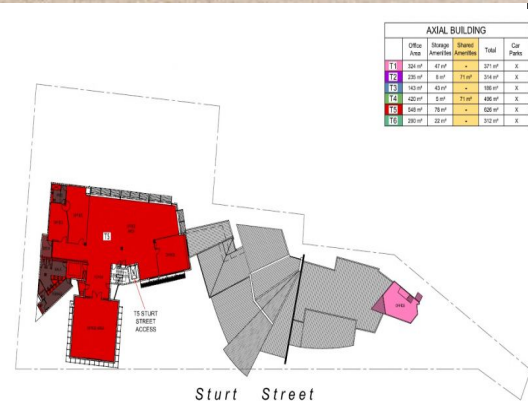 AXIAL BUILDING
Office Area Storage Amenities Shared Amenities Total Car Parks
T1 324 m² 47 m² - 371 m² X
T2 235 m² 8 m² 71 m² 314 m² X
T3 143 m² 43 m² - 186 m² X
T4 420 m² 5 m² 71 m² 496 m² X
T5 548 m² 78 m² - 626 m² X
T6 290 m² 22 m² - 312 m² X
T5 STURT
STREET
ACCESS
Sturt Street